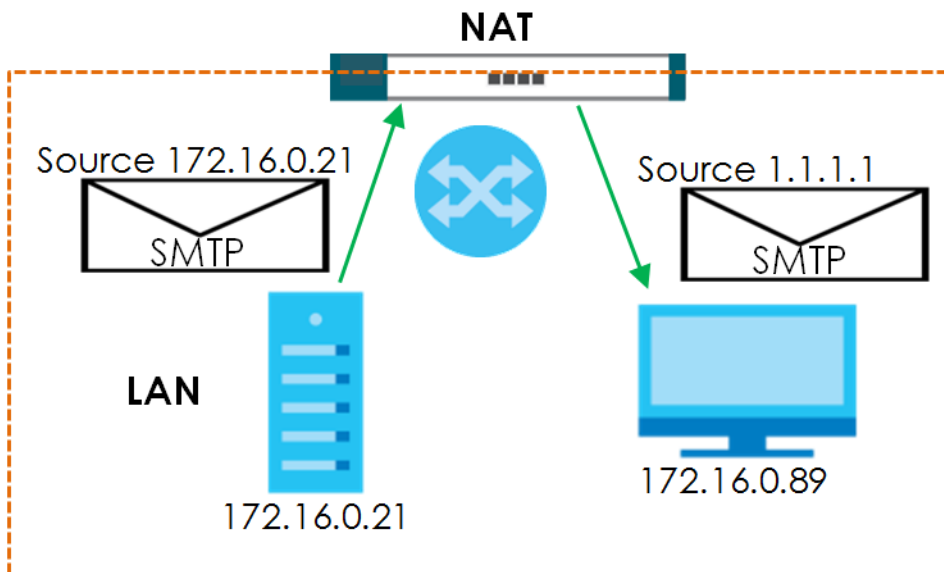 NAT
Source 172.16.0.21
Source 1.1.1.1
SMTP
SMTP
LAN
172.16.0.21
172.16.0.89